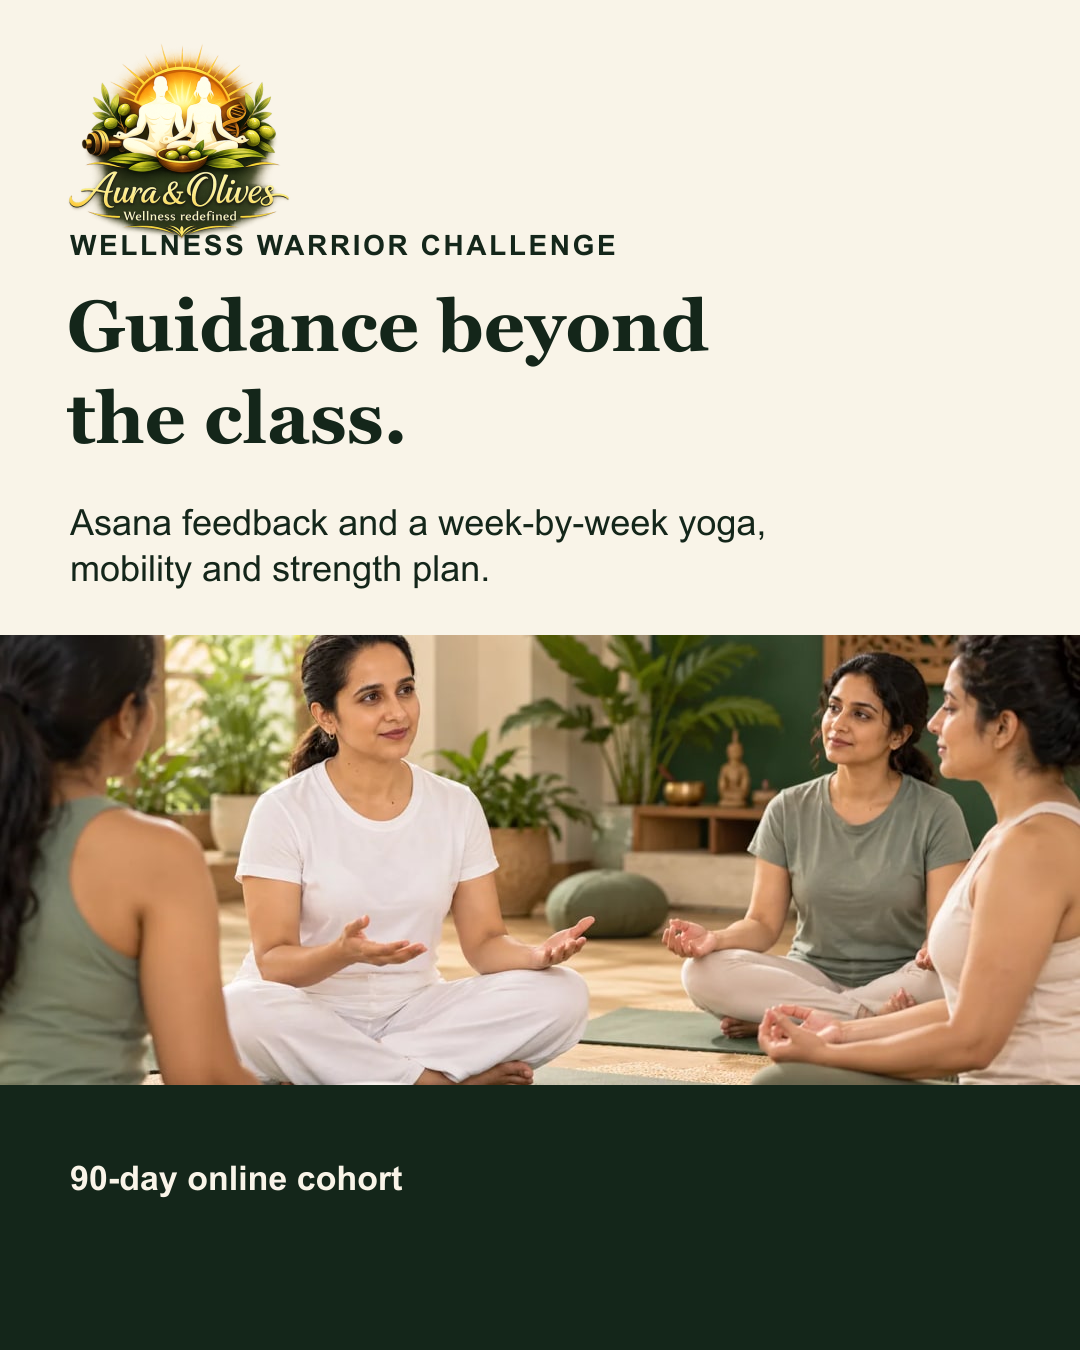 Aura & Olives
Wellness redefined
WELLNESS WARRIOR CHALLENGE
Guidance beyond
the class.
Asana feedback and a week-by-week yoga,
mobility and strength plan.
90-day online cohort